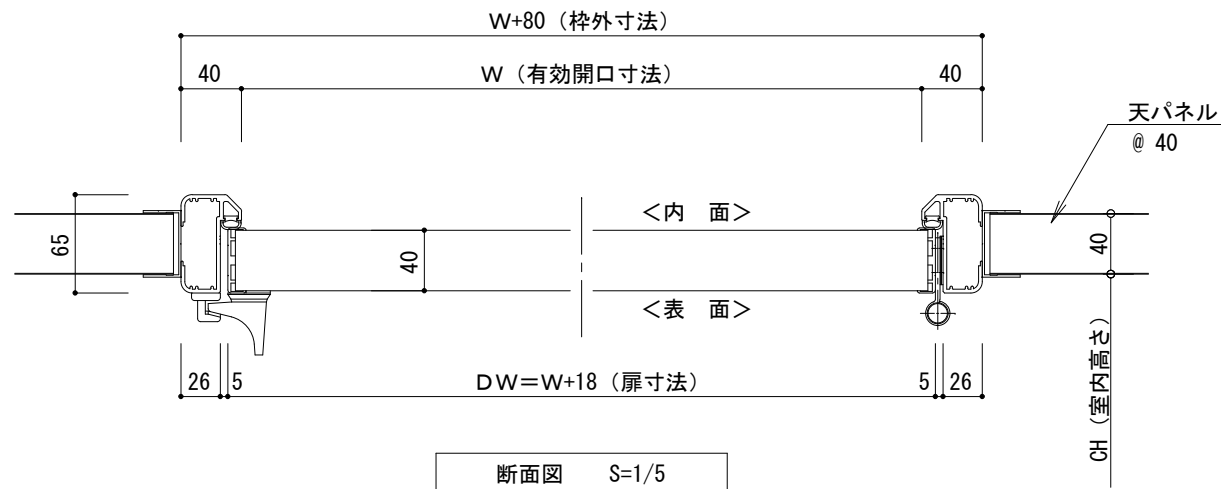 W+80（枠外寸法）
40
W（有効開口寸法）
40
天パネル
@ 40
＜内　面＞
65
40
40
＜表　面＞
26
5
DW＝W+18（扉寸法）
5
26
CH（室内高さ）
断面図　S=1/5